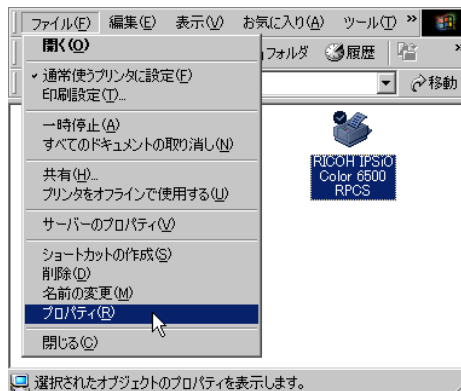 ファイル(F) 編集(E) 表示(V) お気に入り(A) ツール(T) »
開く(O)
フォルダ 履歴
通常使うプリンタに設定(F)
印刷設定(T)...
移動
一時停止(A)
すべてのドキュメントの取り消し(N)
共有(H)...
プリンタをオフラインで使用する(U)
サーバーのプロパティ(V)
ショートカットの作成(S)
削除(D)
名前の変更(M)
プロパティ(R)
閉じる(C)
RICOH IPSiO
Color 6500
RPCS
選択されたオブジェクトのプロパティを表示します。